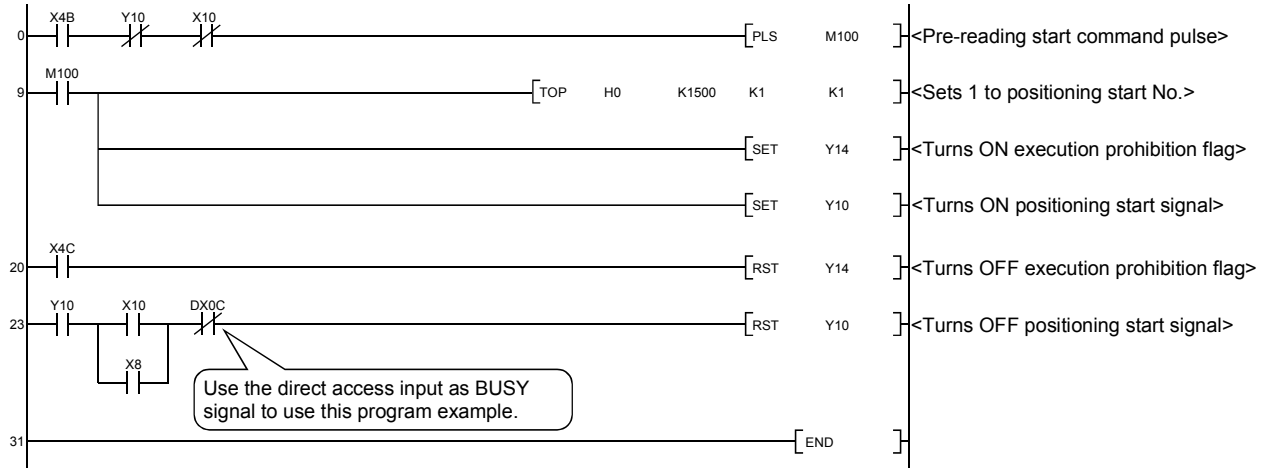 X4B Y10 X10
0 PLS M100 <Pre-reading start command pulse>
M100
9 TOP H0 K1500 K1 K1 <Sets 1 to positioning start No.>
SET Y14 <Turns ON execution prohibition flag>
SET Y10 <Turns ON positioning start signal>
X4C
20 RST Y14 <Turns OFF execution prohibition flag>
Y10 X10 DX0C
23 RST Y10 <Turns OFF positioning start signal>
X8
Use the direct access input as BUSY
signal to use this program example.
31 END